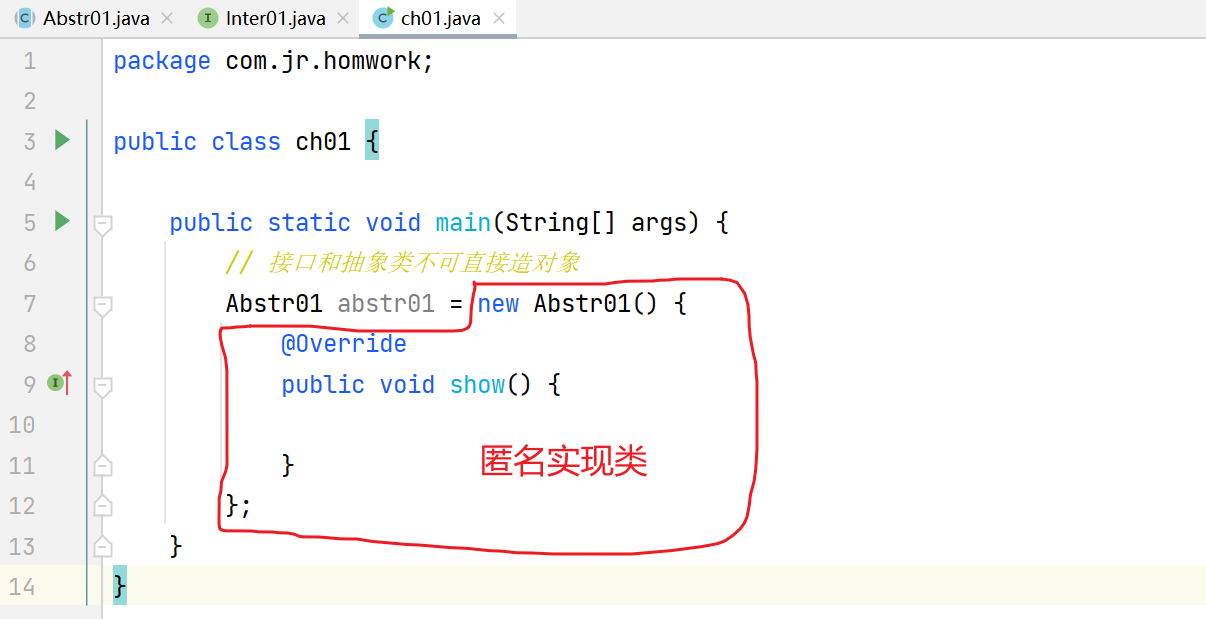 Abstr01.java Inter01.java ch01.java
1 package com.jr.homwork;
2
3 public class ch01 {
4
5 public static void main(String[] args) {
6 // 接口和抽象类不可直接造对象
7 Abstr01 abstr01 = new Abstr01() {
8 @Override
9 public void show() {
10
11 } 匿名实现类
12 };
13 }
14 }